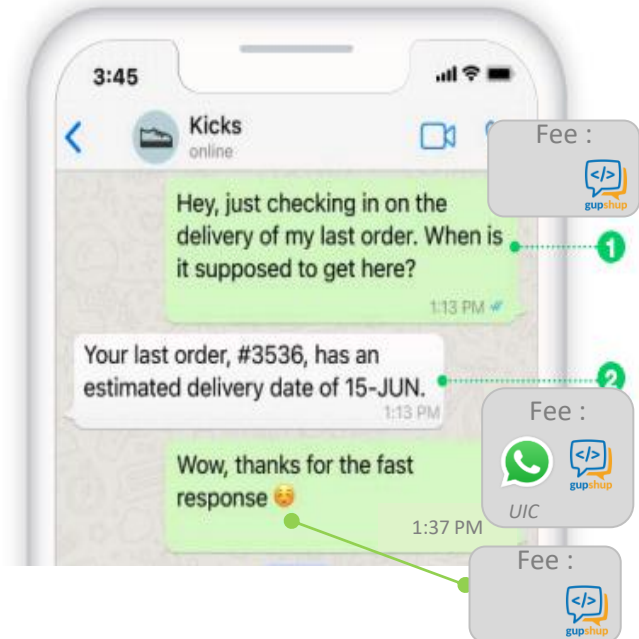 3:45
Kicks
online
Fee :
</>
gupshup
Hey, just checking in on the
delivery of my last order. When is
it supposed to get here?
1:13 PM
1
Your last order, #3536, has an
estimated delivery date of 15-JUN.
1:13 PM
2
Fee :
</>
gupshup
UIC
Wow, thanks for the fast
response 😚
1:37 PM
Fee :
</>
gupshup